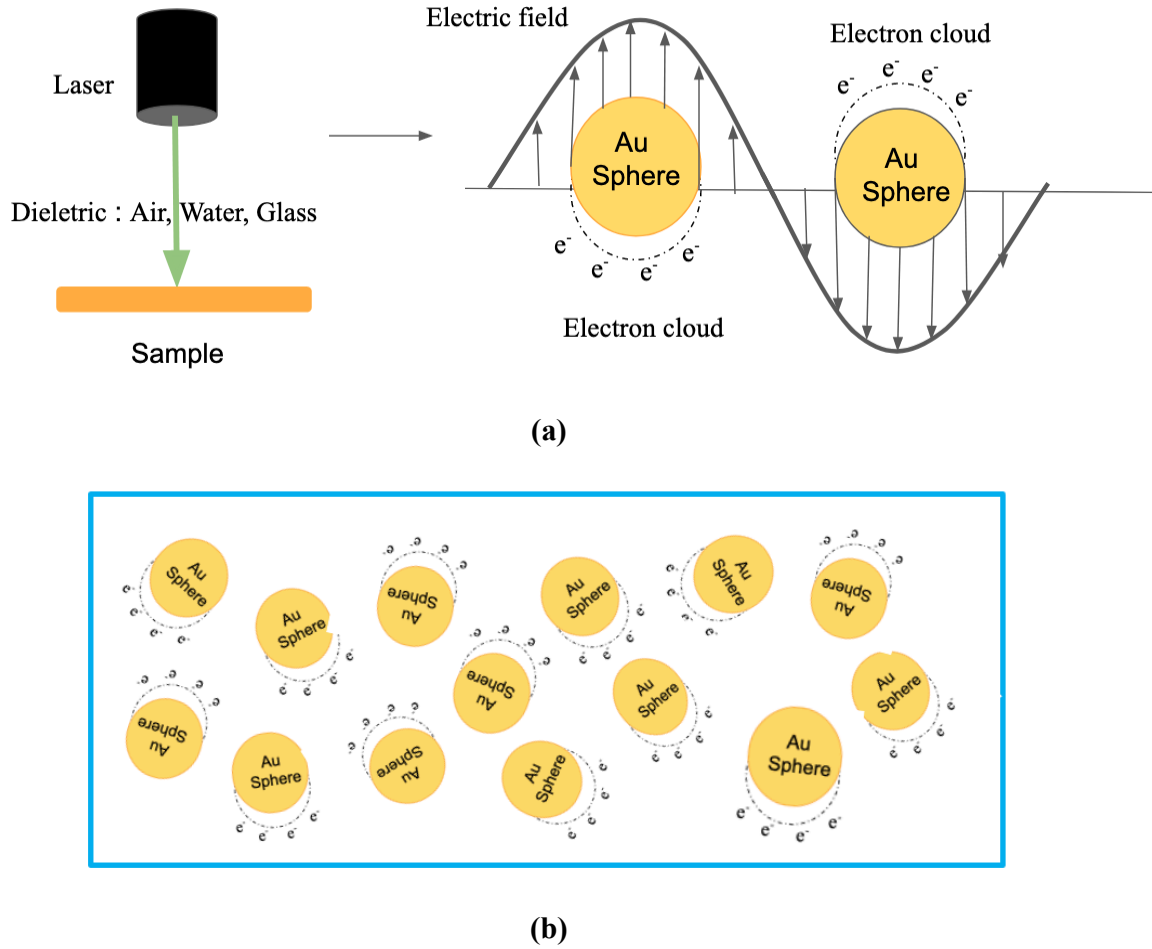 Electric field
Electron cloud
Laser
e-
e-
e-
e-
Au
Sphere
Au
Sphere
Dieletric : Air, Water, Glass
e-
e-
e-
e-
Electron cloud
Sample
(a)
e-
e-
e-
e-
Au
Sphere
e-
e-
e-
e-
Au
Sphere
e-
e-
e-
e-
Au
Sphere
e-
e-
e-
e-
Au
Sphere
e-
e-
e-
e-
Au
Sphere
e-
e-
e-
e-
Au
Sphere
e-
e-
e-
e-
Au
Sphere
e-
e-
e-
e-
Au
Sphere
e-
e-
e-
e-
Au
Sphere
e-
e-
e-
e-
Au
Sphere
e-
e-
e-
e-
Au
Sphere
e-
e-
e-
e-
Au
Sphere
e-
e-
e-
e-
Au
Sphere
e-
e-
e-
e-
Au
Sphere
e-
e-
e-
e-
(b)